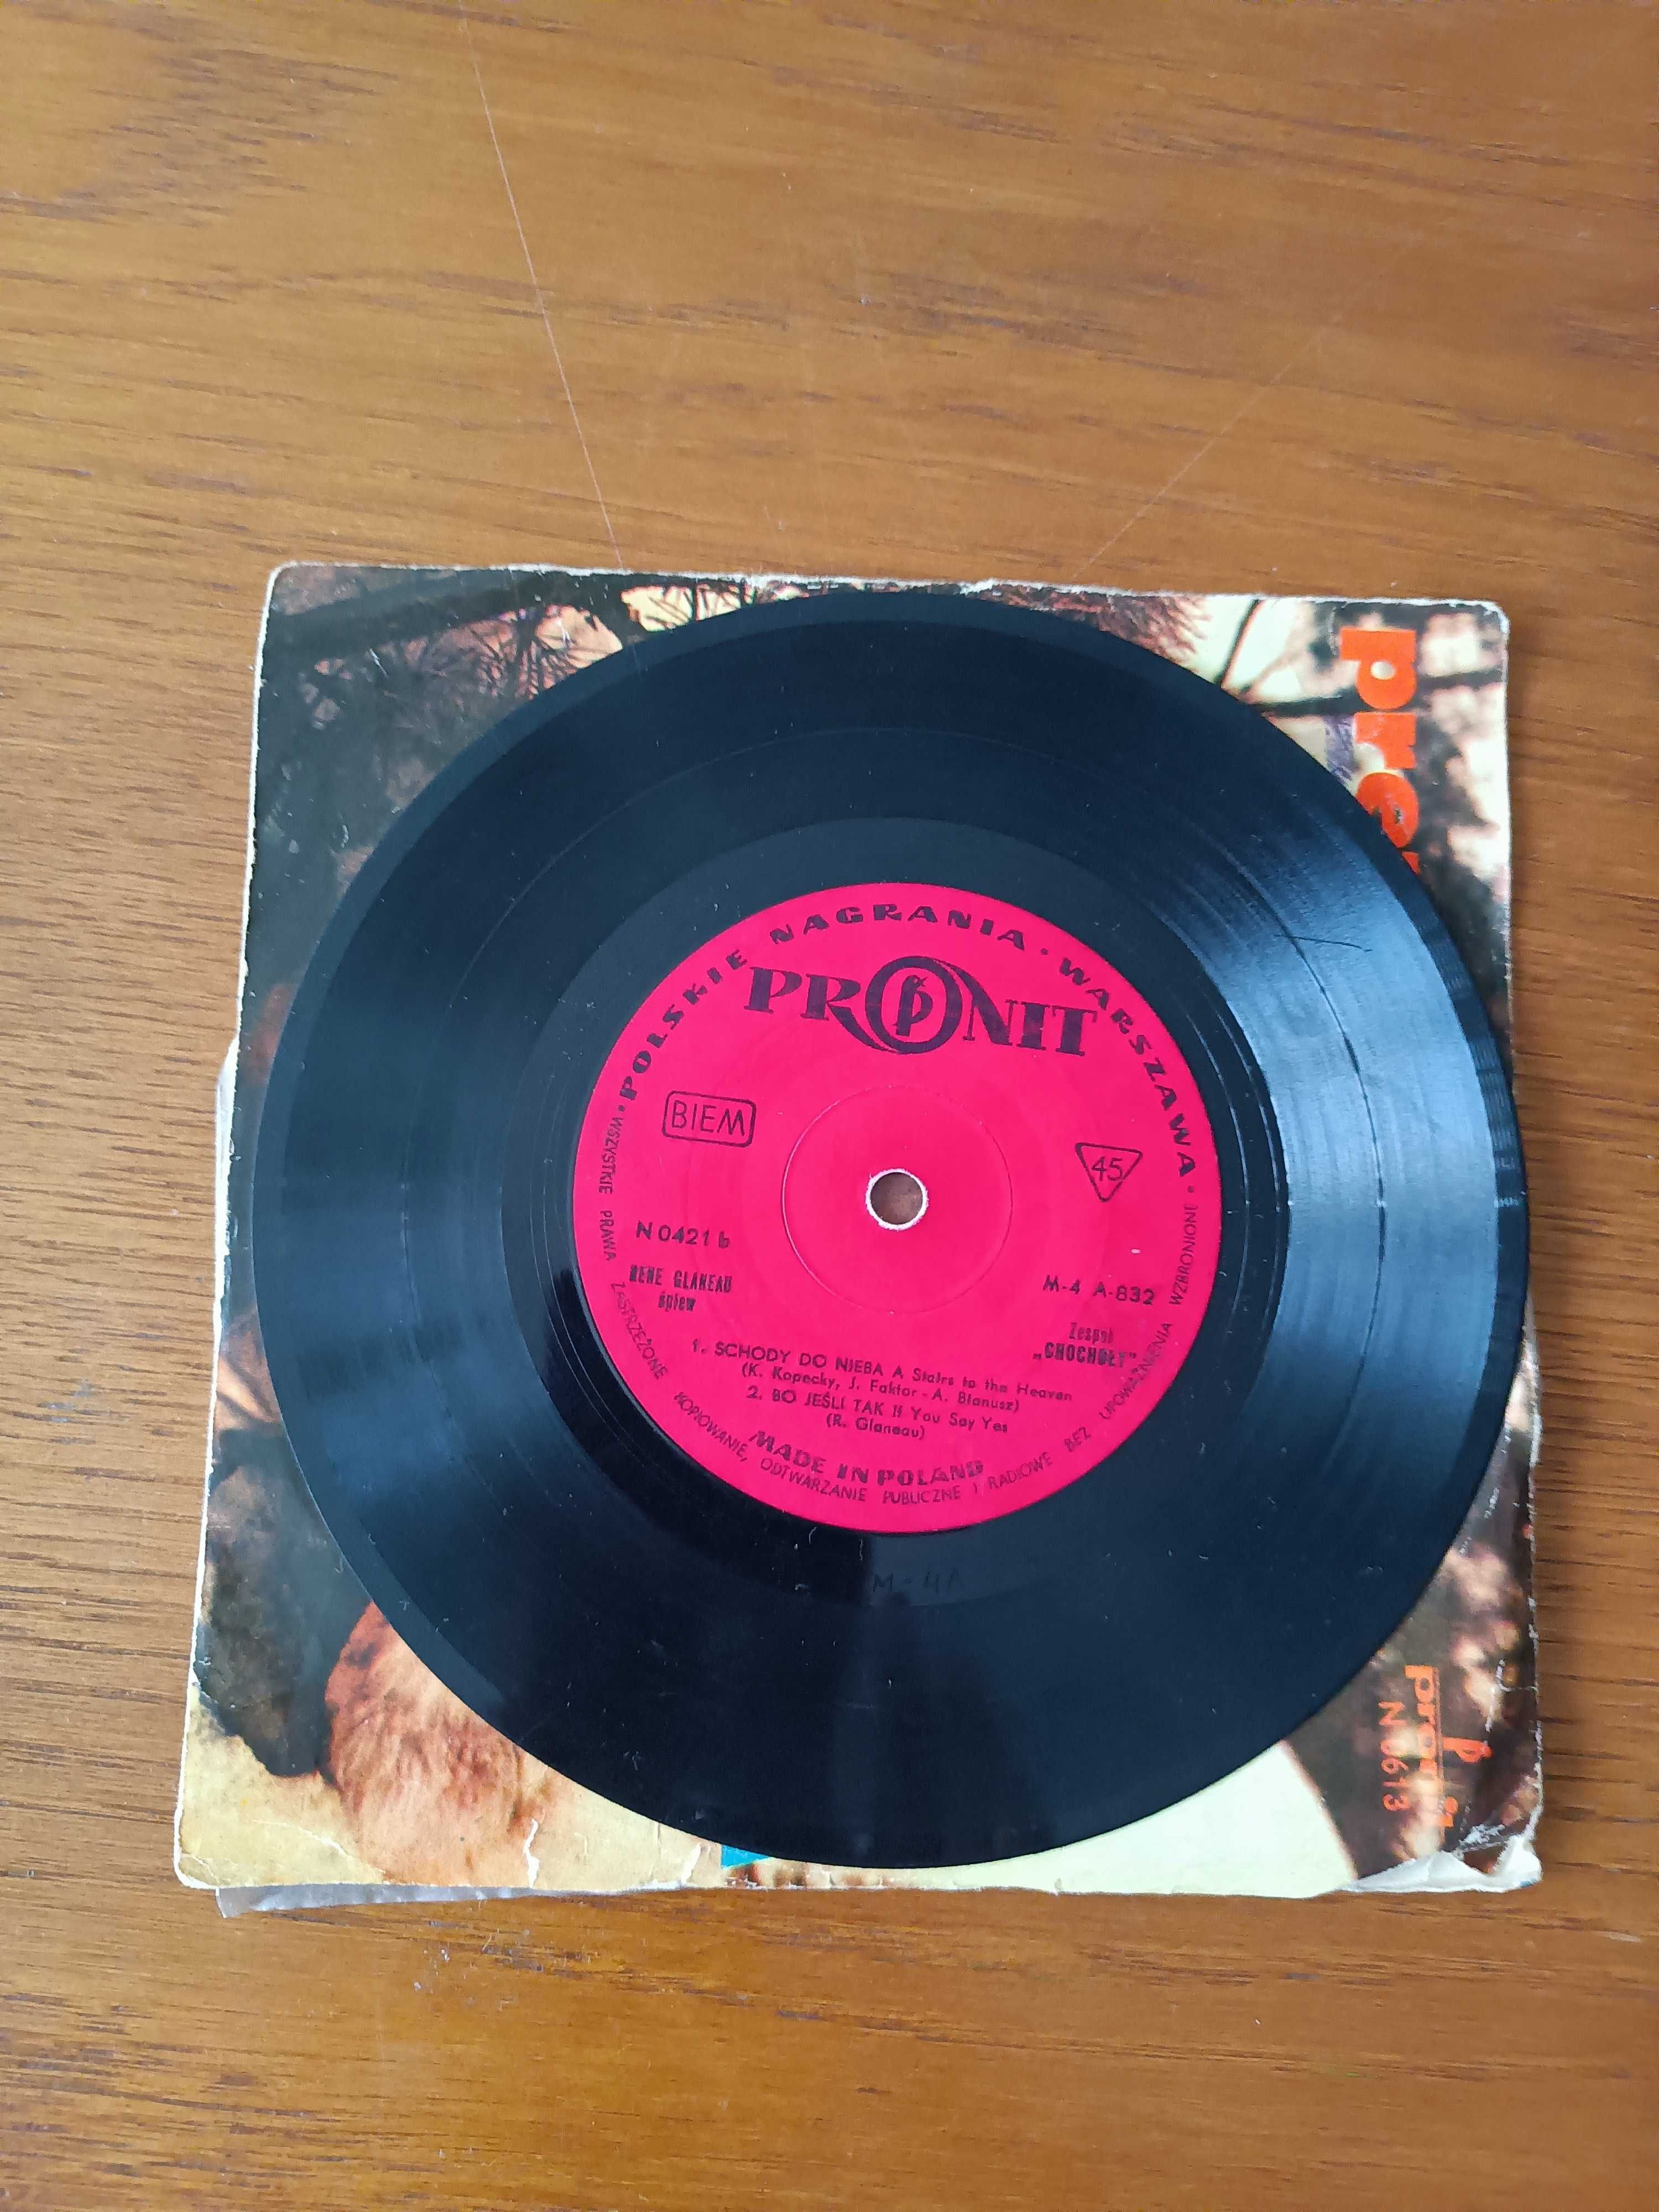 POLSKIE NAGRANIA · WARSZAWA ·
PRONIT
BIEM
45
N 0421 b
M-4 A-832
RENE GLANEAU
śpiew
Zespół
„CHOCHOŁY”
1. SCHODY DO NIEBA A Stairs to the Heaven
(K. Kopecky, J. Faktor - A. Bianusz)
2. BO JEŚLI TAK If You Say Yes
(R. Glaneau)
MADE IN POLAND
· WSZYSTKIE PRAWA ZASTRZEŻONE KOPIOWANIE, ODTWARZANIE PUBLICZNE I RADIOWE BEZ UPOWAŻNIENIA WZBRONIONE
M-4A
pre
N 0613